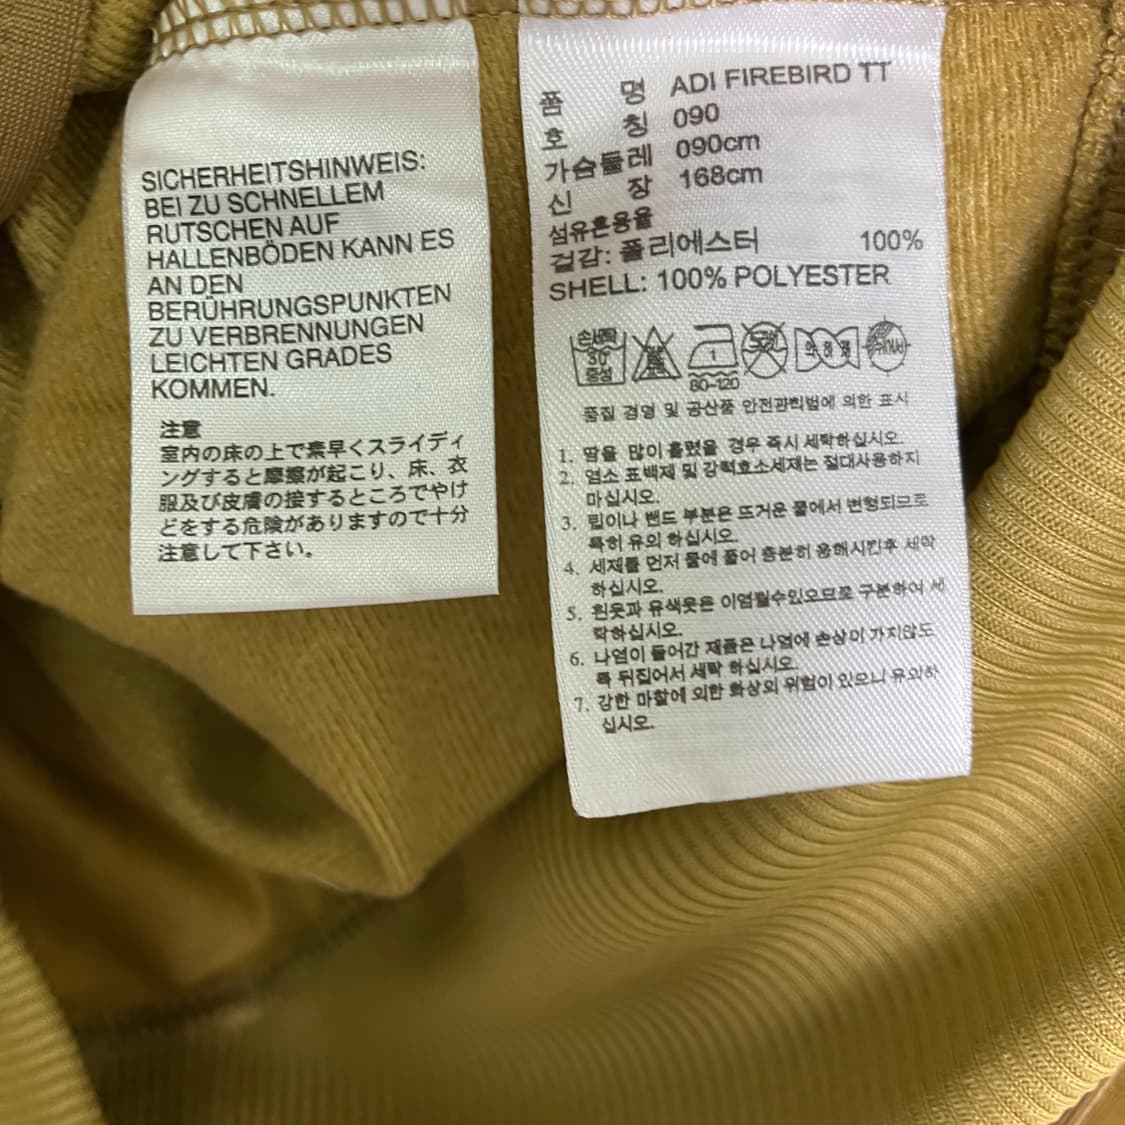 SICHERHEITSHINWEIS:
BEI ZU SCHNELLEM
RUTSCHEN AUF
HALLENBÖDEN KANN ES
AN DEN
BERÜHRUNGSPUNKTEN
ZU VERBRENNUNGEN
LEICHTEN GRADES
KOMMEN.
注意
室内の床の上で素早くスライディ
ングすると摩擦が起こり、床、衣
服及び皮膚の接するところでやけ
どをする危険がありますので十分
注意して下さい。
품 명 ADI FIREBIRD TT
호 칭 090
가슴둘레 090cm
신 장 168cm
섬유혼용율
겉감: 폴리에스터 100%
SHELL: 100% POLYESTER
손세탁
30°
중성
1
80-120
드라이
약하게
품질 경영 및 공산품 안전관리법에 의한 표시
1. 땀을 많이 흘렸을 경우 즉시 세탁하십시오.
2. 염소 표백제 및 강력효소세재는 절대사용하지
마십시오.
3. 립이나 밴드 부분은 뜨거운 물에서 변형되므로
특히 유의 하십시오.
4. 세제를 먼저 물에 풀어 충분히 용해시킨후 세탁
하십시오.
5. 흰옷과 유색옷은 이염될수있으므로 구분하여 세
탁하십시오.
6. 나염이 들어간 제품은 나염에 손상이 가지않도
록 뒤집어서 세탁 하십시오.
7. 강한 마찰에 의한 화상의 위험이 있으니 유의하
십시오.